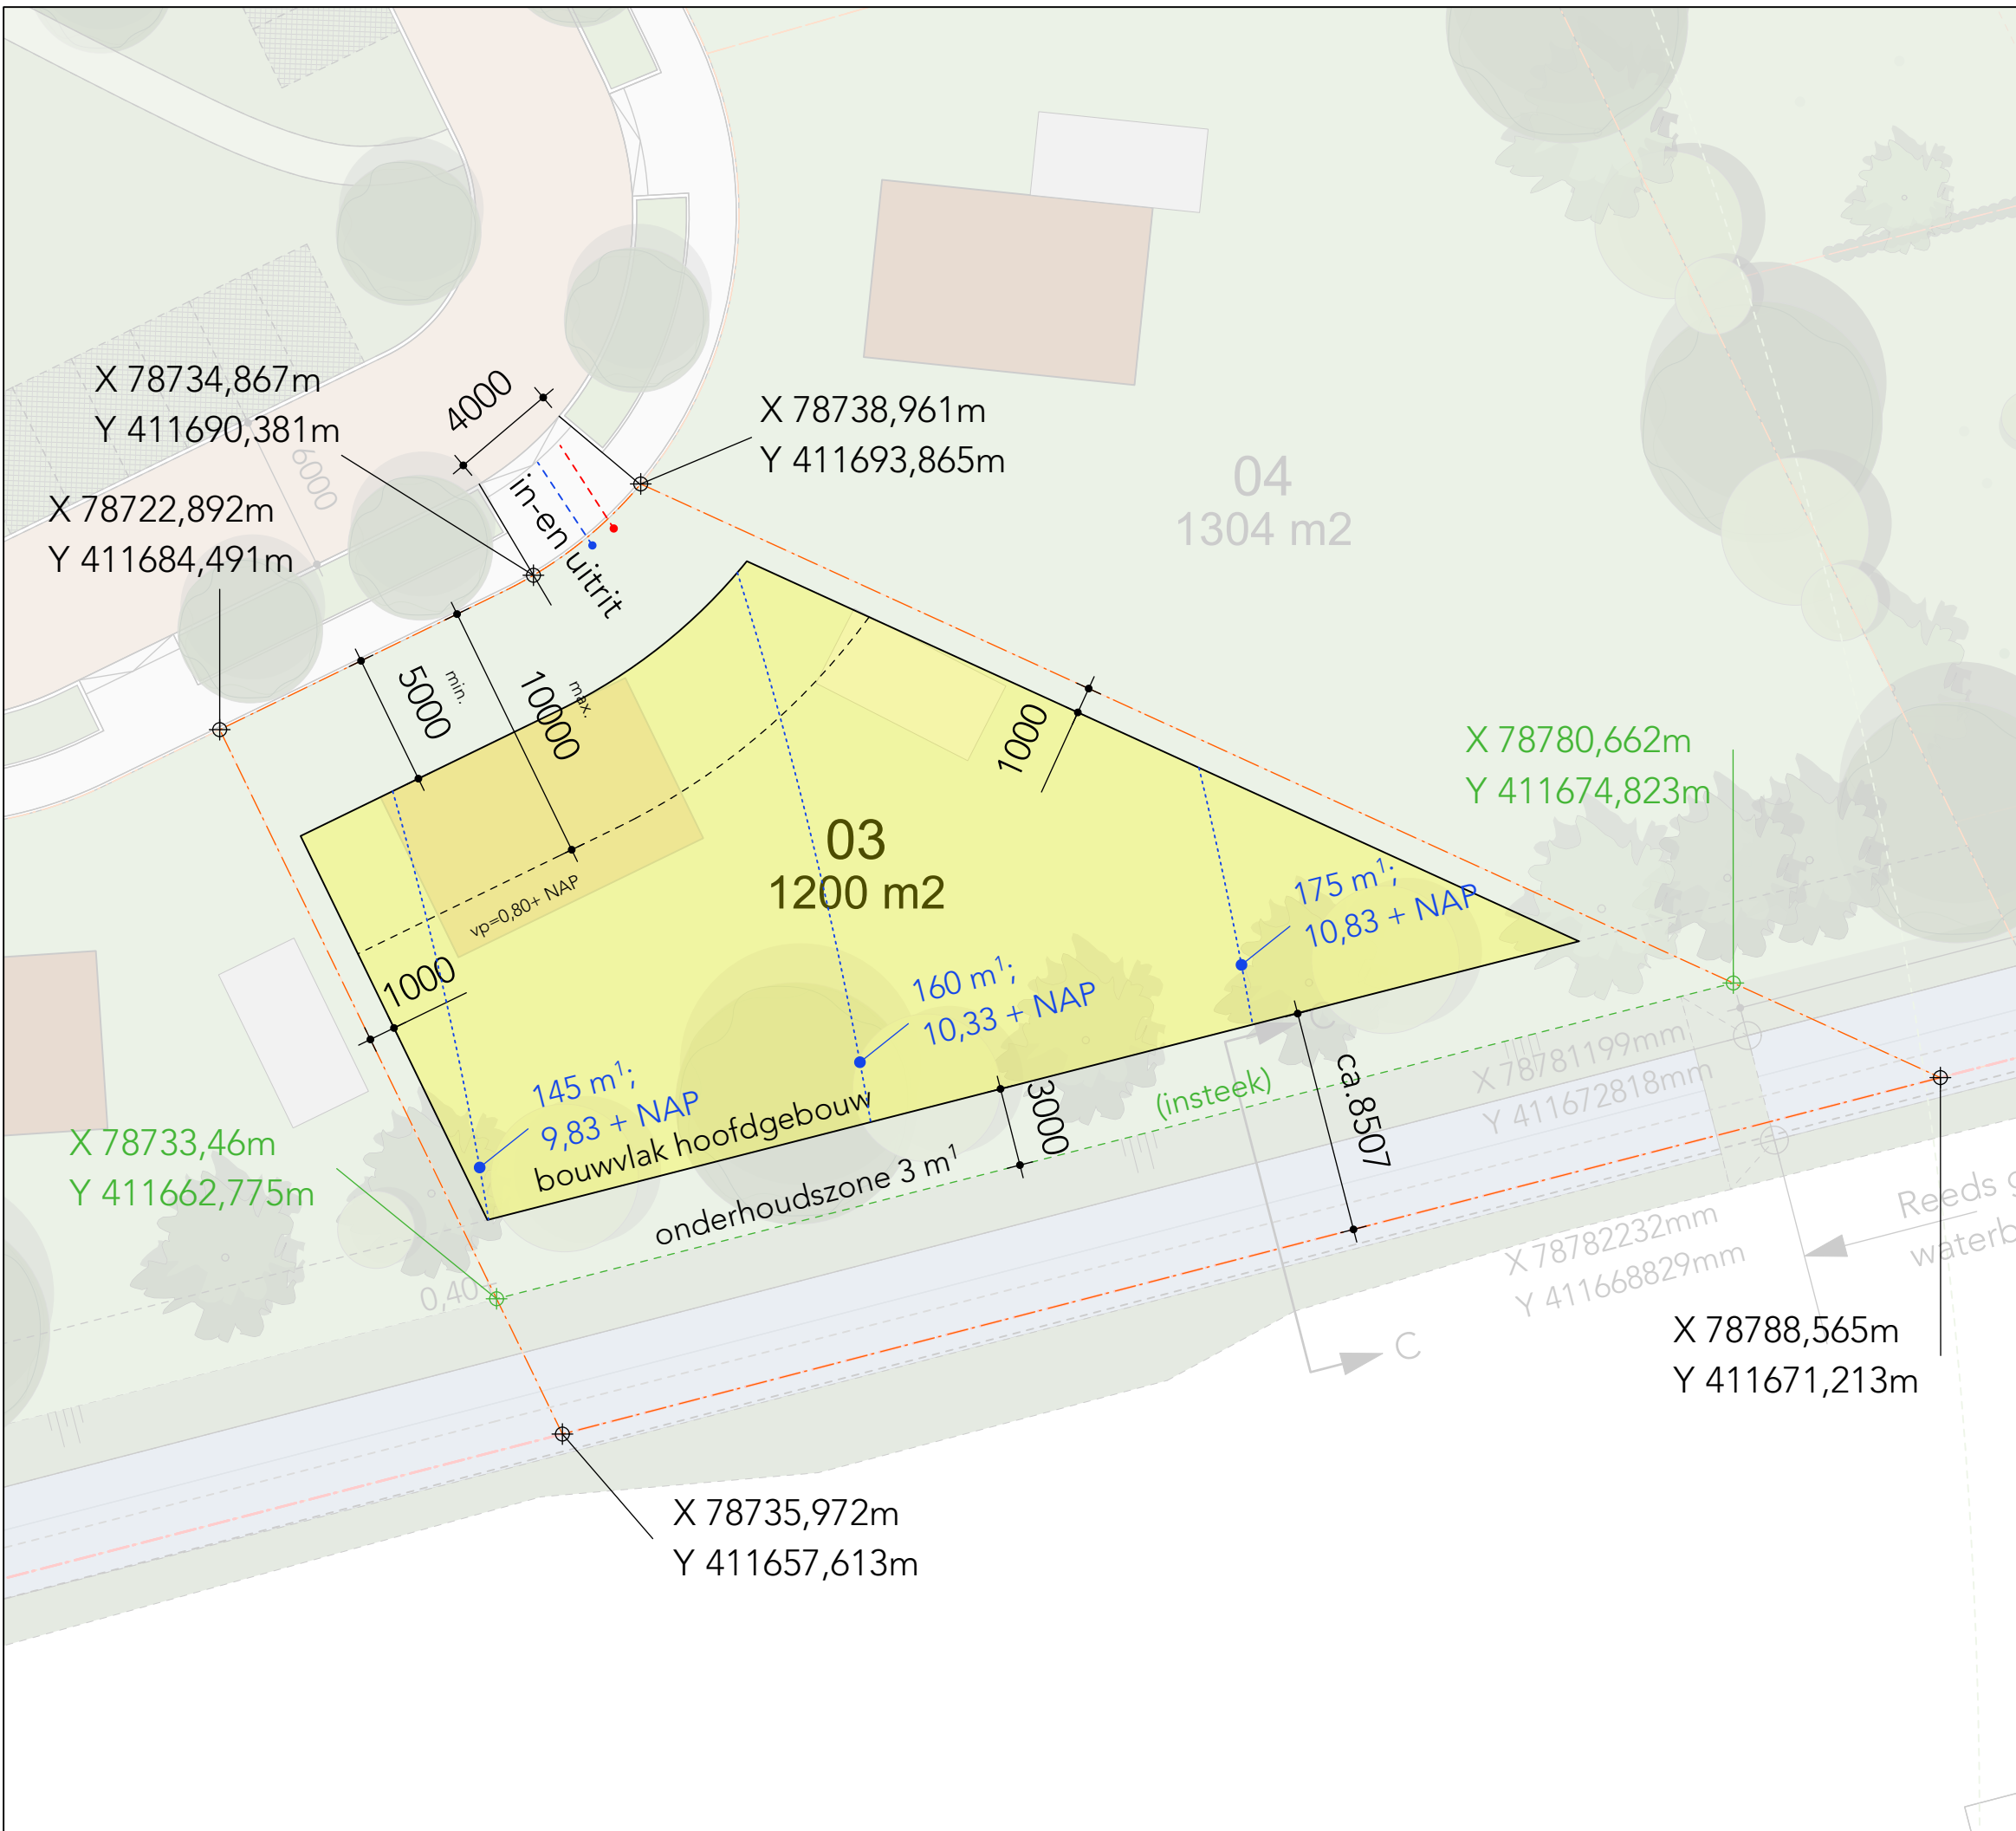 X 78734,867m
Y 411690,381m
4000
X 78738,961m
Y 411693,865m
6000
04
1304 m2
X 78722,892m
Y 411684,491m
in-en uitrit
5000
min.
10000
max.
1000
X 78780,662m
Y 411674,823m
03
1200 m2
vp=0,80+ NAP
175 m¹;
10,83 + NAP
1000
160 m¹;
10,33 + NAP
145 m¹;
9,83 + NAP
C
X 78781199mm
Y 411672818mm
ca.8507
3000
(insteek)
bouwvlak hoofdgebouw
onderhoudszone 3 m¹
X 78733,46m
Y 411662,775m
0,40
X 78782232mm
Y 411668829mm
Reeds g
waterb
C
X 78788,565m
Y 411671,213m
X 78735,972m
Y 411657,613m